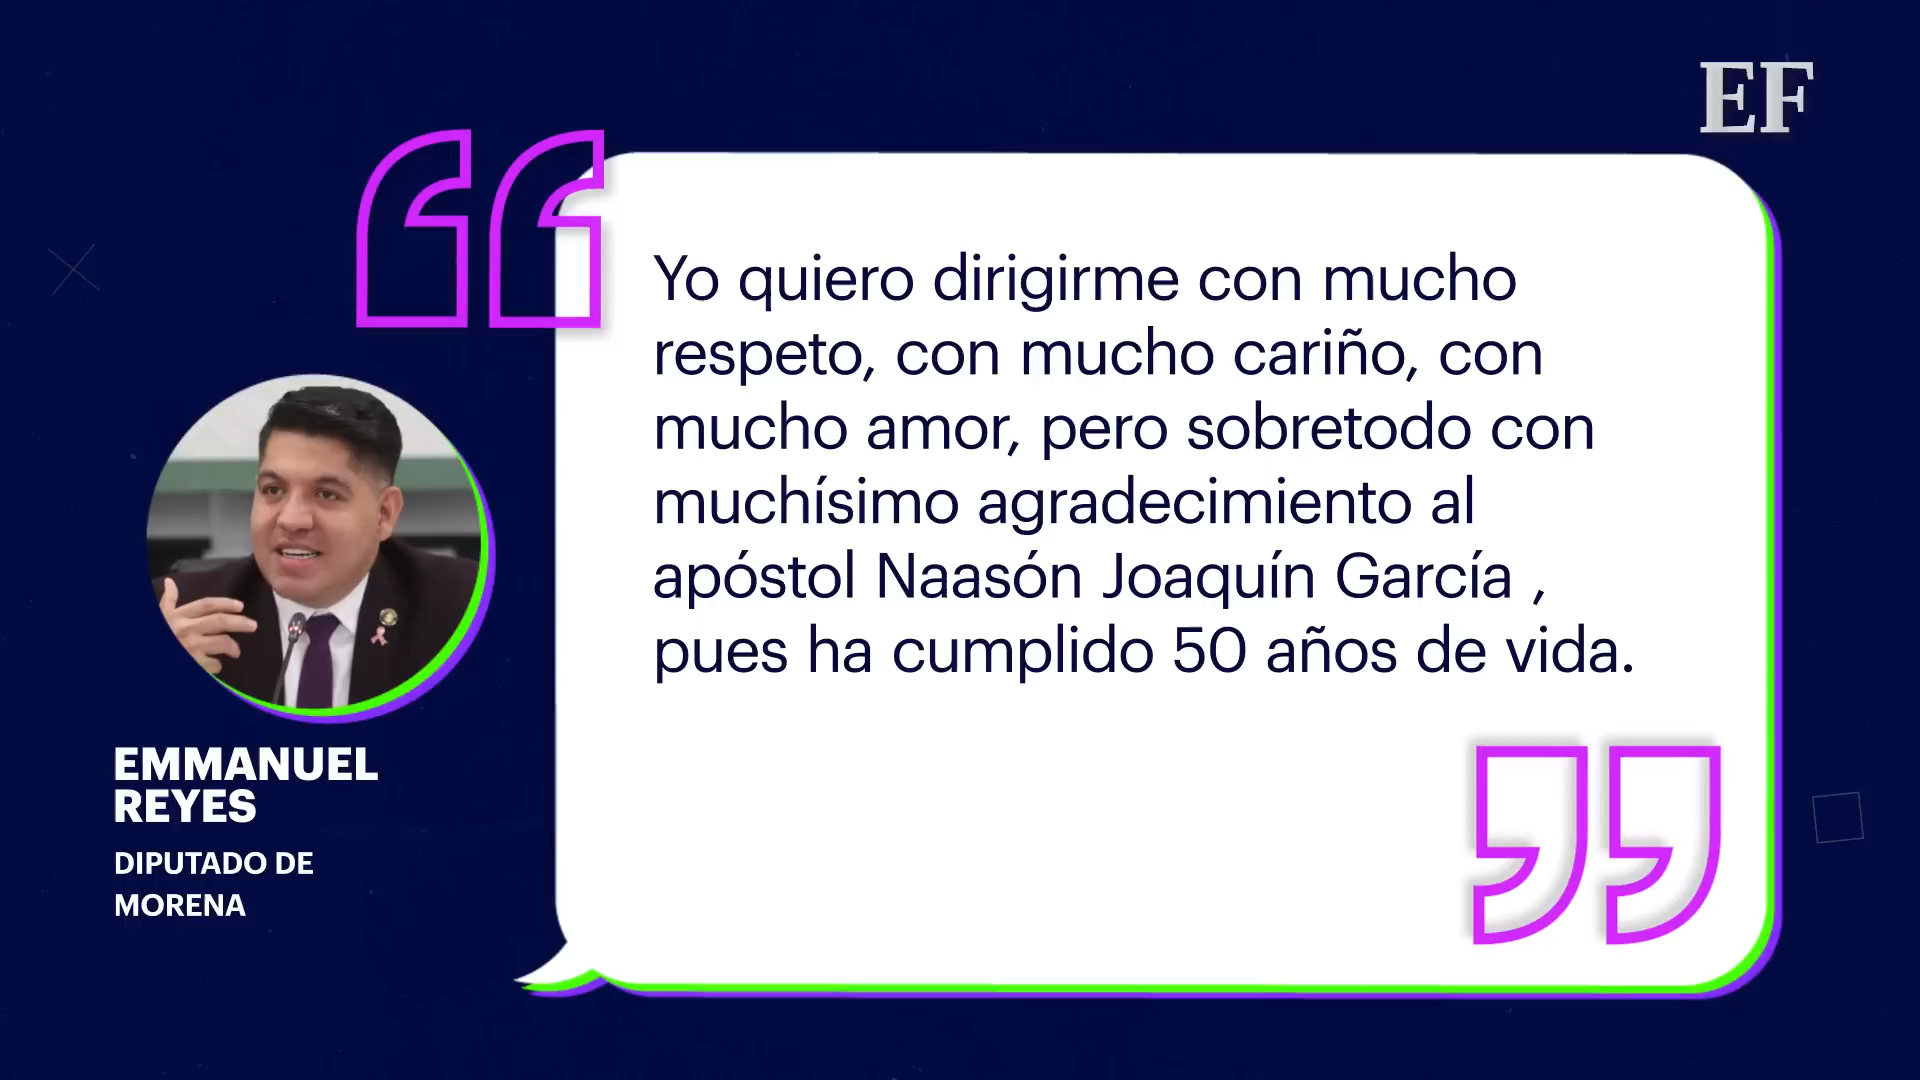 EF
Yo quiero dirigirme con mucho
respeto, con mucho cariño, con
mucho amor, pero sobretodo con
muchísimo agradecimiento al
apóstol Naasón Joaquín García ,
pues ha cumplido 50 años de vida.
EMMANUEL
REYES
DIPUTADO DE
MORENA